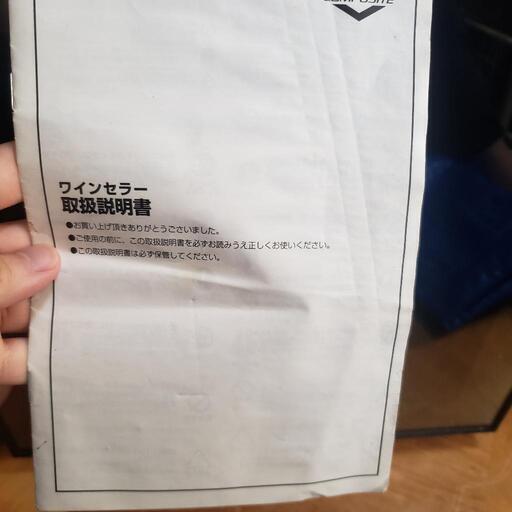 COMPOSITE
ワインセラー
取扱説明書
●お買い上げ頂きありがとうございました。
●ご使用の前に、この取扱説明書を必ずお読みうえ正しくお使いください。
●この取扱説明書は必ず保管してください。